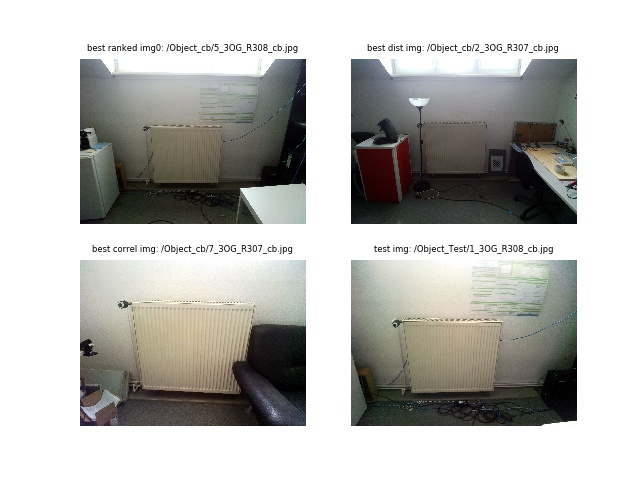 best ranked img0: /Object_cb/5_3OG_R308_cb.jpg
best dist img: /Object_cb/2_3OG_R307_cb.jpg
best correl img: /Object_cb/7_3OG_R307_cb.jpg
test img: /Object_Test/1_3OG_R308_cb.jpg